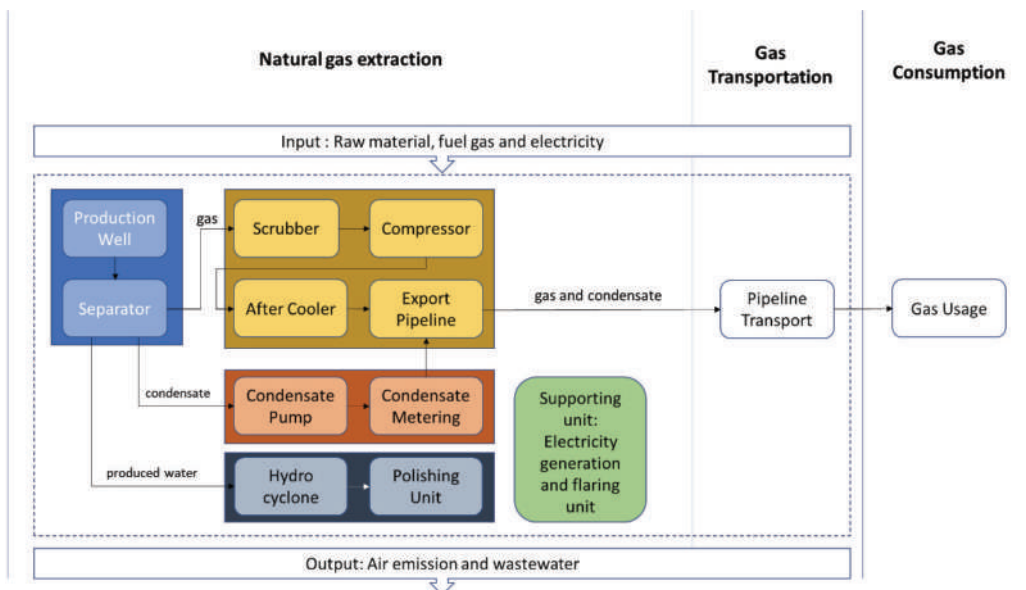 Natural gas extraction
Gas
Transportation
Gas
Consumption
Input : Raw material, fuel gas and electricity
Production
Well
gas
Scrubber
Compressor
Separator
After Cooler
Export
Pipeline
gas and condensate
Pipeline
Transport
Gas Usage
condensate
Condensate
Pump
Condensate
Metering
Supporting
unit:
Electricity
generation
and flaring
unit
produced water
Hydro
cyclone
Polishing
Unit
Output: Air emission and wastewater